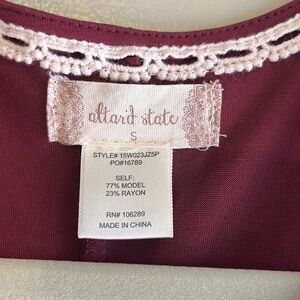 altar'd state
S
STYLE# 15W023JZ5P
PO#16789
SELF:
77% MODEL
23% RAYON
RN# 106289
MADE IN CHINA